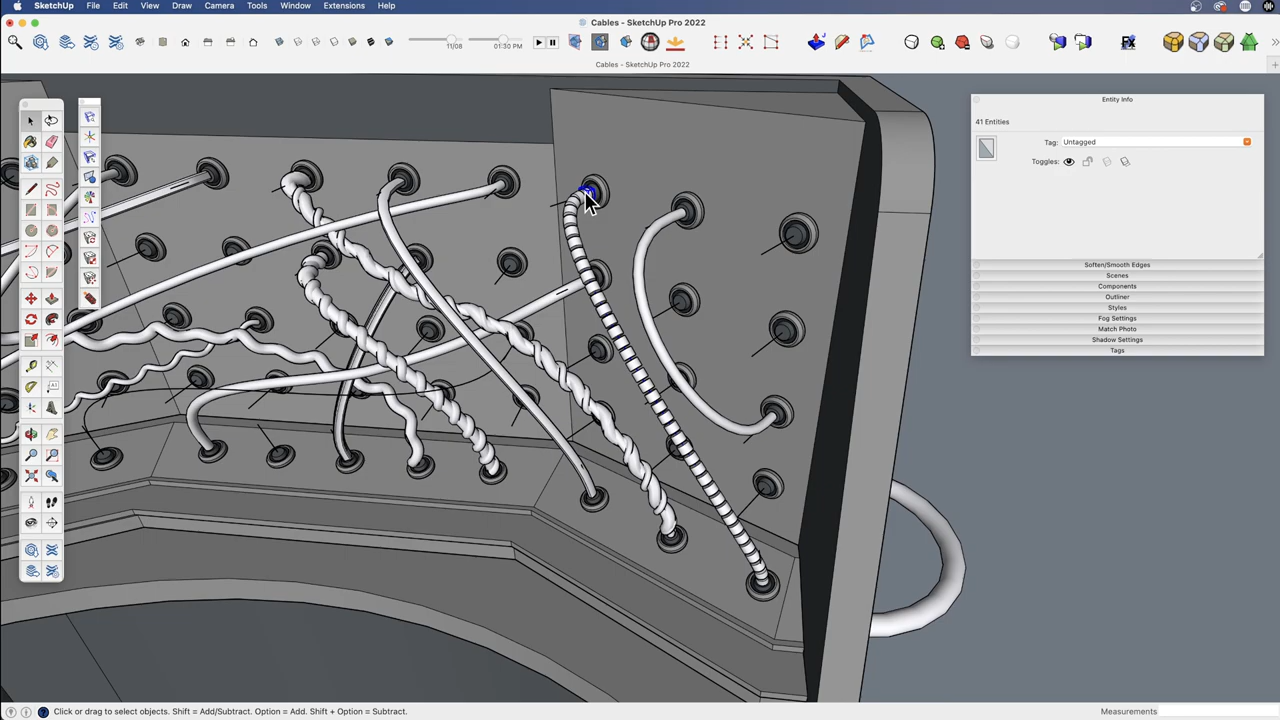 SketchUp File Edit View Draw Camera Tools Window Extensions Help
Cables - SketchUp Pro 2022
11/08 01:30 PM
Cables - SketchUp Pro 2022
Entity Info
41 Entities
Tag: Untagged
Toggles:
Soften/Smooth Edges
Scenes
Components
Outliner
Styles
Fog Settings
Match Photo
Shadow Settings
Tags
Click or drag to select objects. Shift = Add/Subtract. Option = Add. Shift + Option = Subtract. Measurements